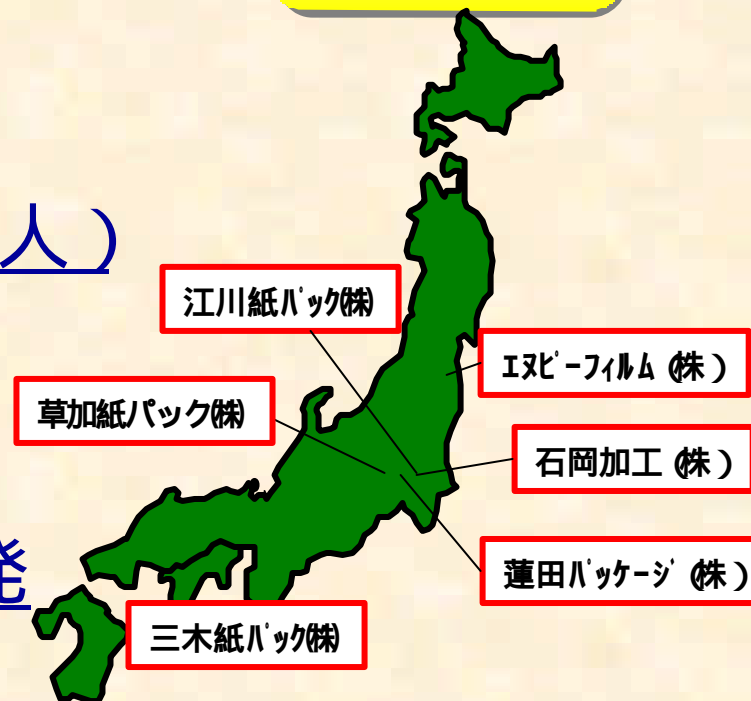 人）
江川紙ﾊﾟｯｸ㈱
ｴﾇﾋﾟｰﾌｨﾙﾑ（株）
草加紙パック㈱
石岡加工（株）
発
蓮田ﾊﾟｯｹｰｼﾞ（株）
三木紙ﾊﾟｯｸ㈱